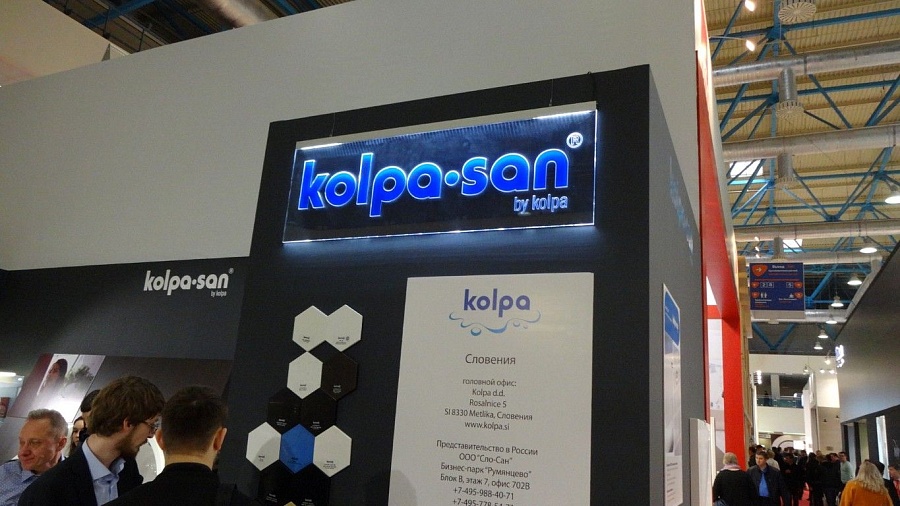 kolpa•san®
by kolpa
kolpa•san®
by kolpa
kolpa
Словения
головной офис:
Kolpa d.d.
Rosalnice 5
SI 8330 Metlika, Словения
www.kolpa.si
Представительство в России
ООО "Сло-Сан"
Бизнес-парк "Румянцево"
Блок В, этаж 7, офис 702В
+7-495-988-40-71